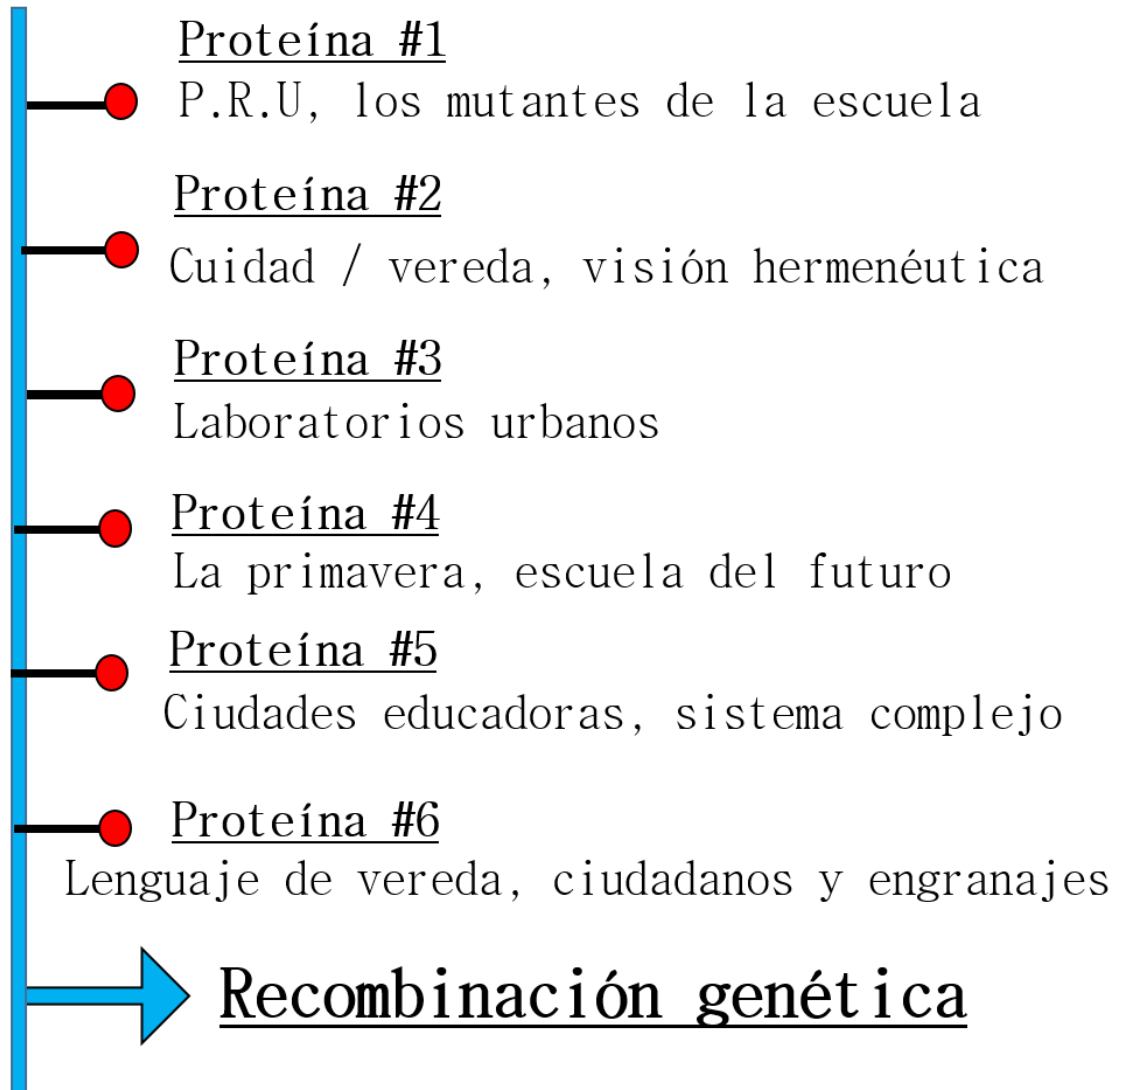 Proteína #1
P.R.U, los mutantes de la escuela
Proteína #2
Cuidad / vereda, visión hermenéutica
Proteína #3
Laboratorios urbanos
Proteína #4
La primavera, escuela del futuro
Proteína #5
Ciudades educadoras, sistema complejo
Proteína #6
Lenguaje de vereda, ciudadanos y engranajes
Recombinación genética